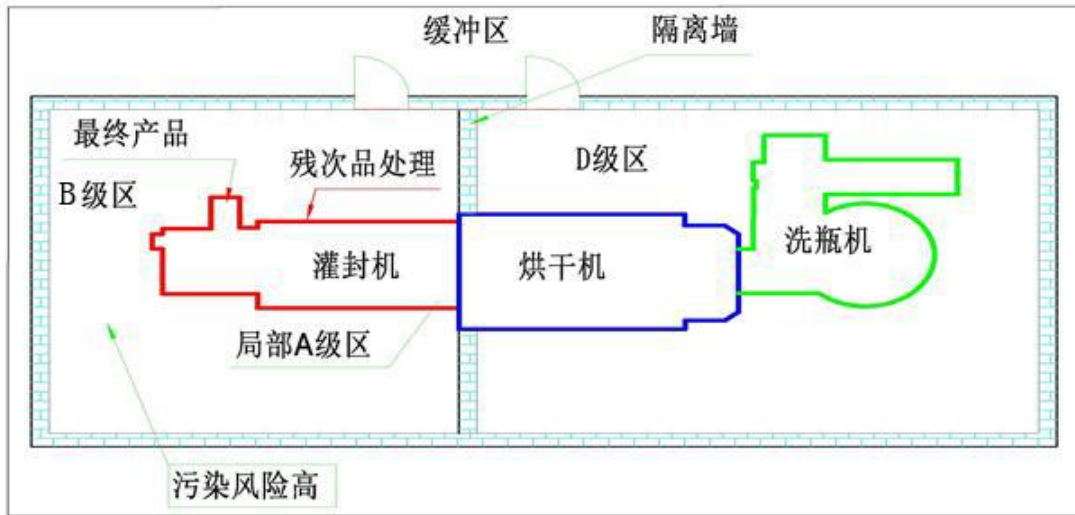 缓冲区
隔离墙
最终产品
残次品处理
D级区
B级区
洗瓶机
灌封机
烘干机
局部A级区
污染风险高